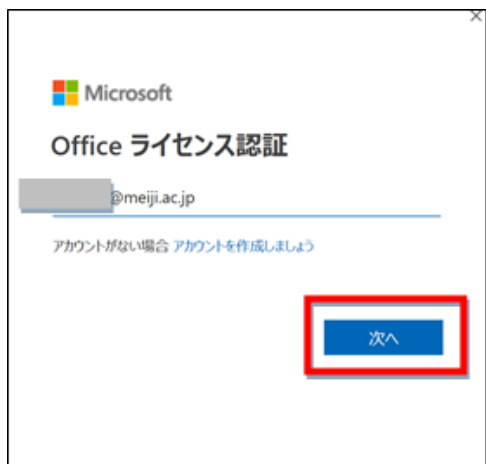 Microsoft
Office ライセンス認証
@meiji.ac.jp
アカウントがない場合 アカウントを作成しましょう
次へ